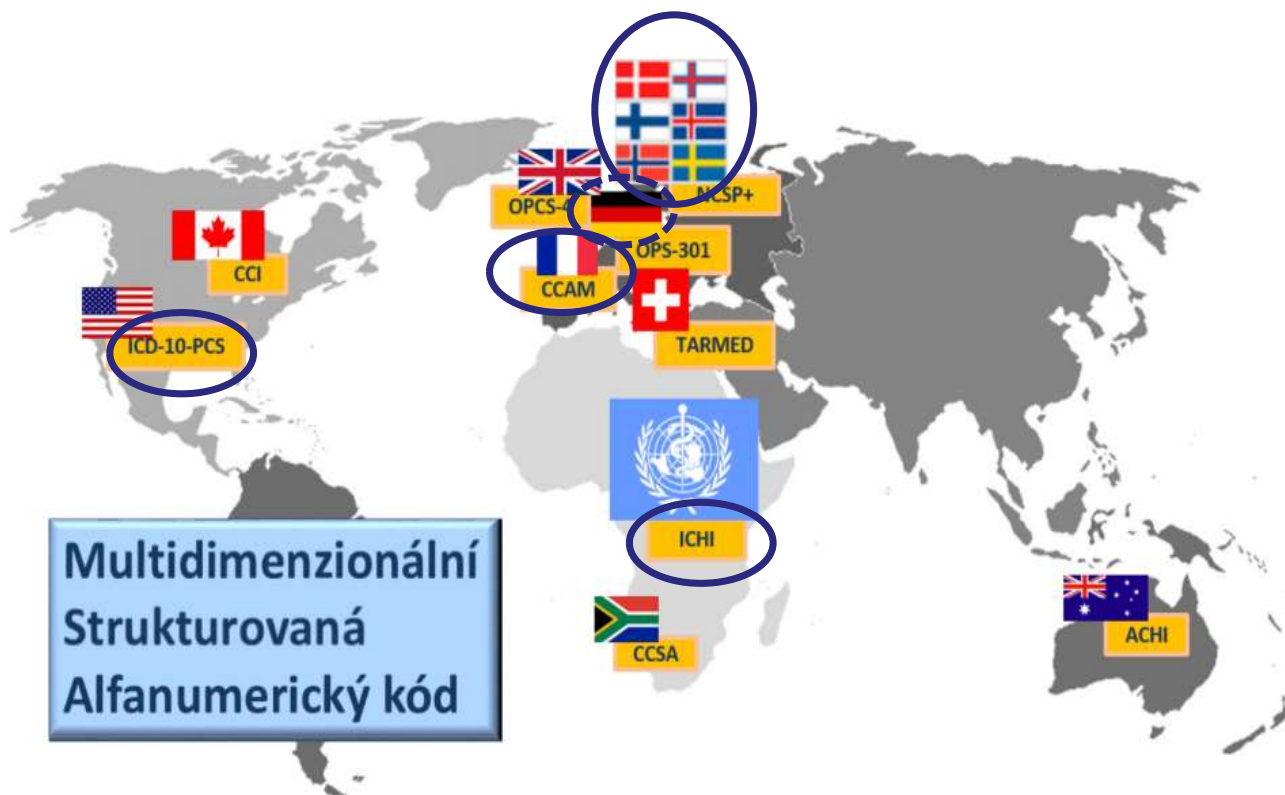 NCSP+
OPCS-4
OPS-301
CCI
CCAM
ICD-10-PCS
TARMED
ICHI
Multidimenzionální
Strukturovaná
Alfanumerický kód
CCSA
ACHI